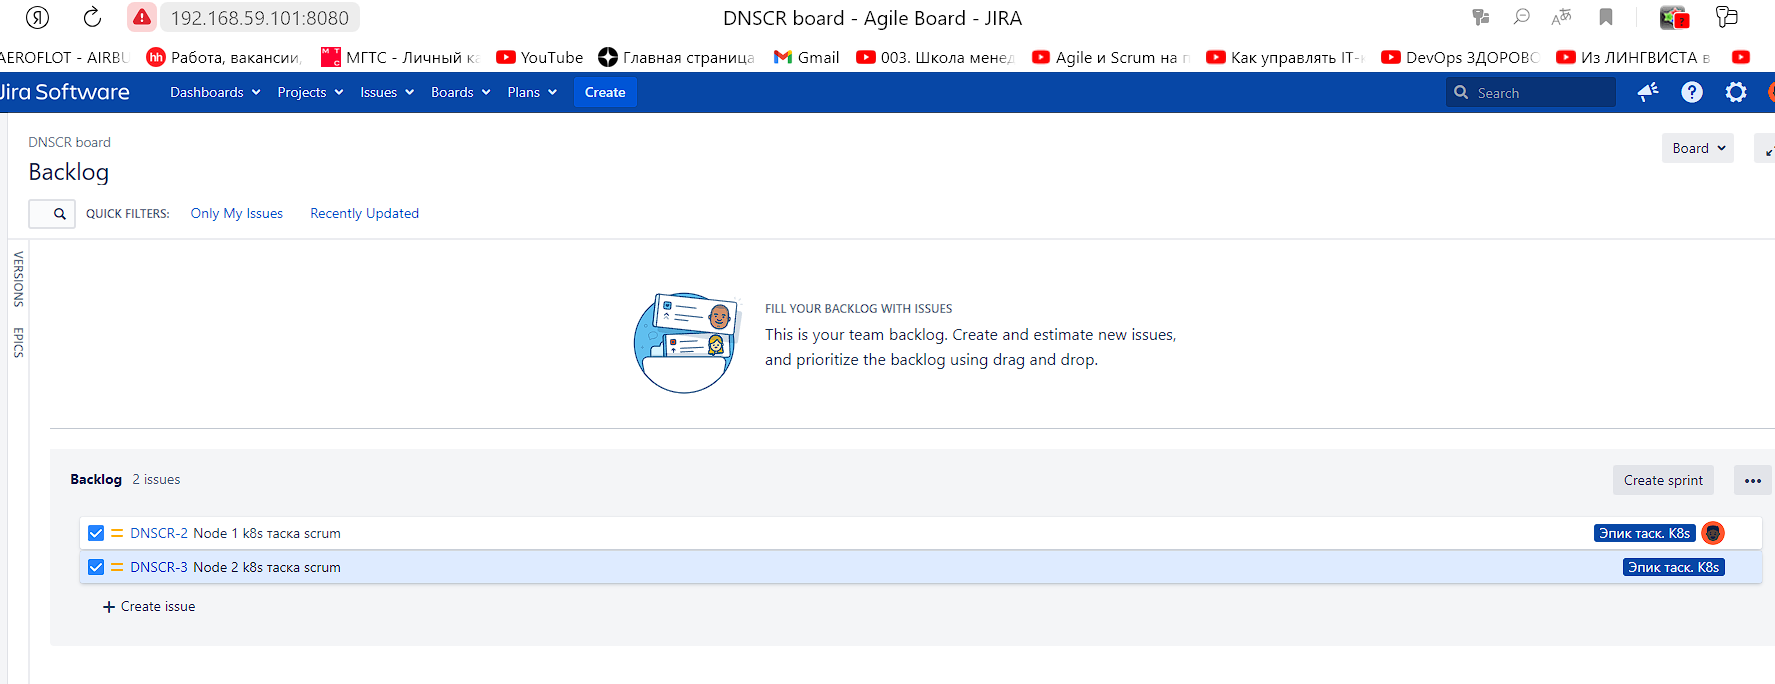 Я 192.168.59.101:8080 DNSCR board - Agile Board - JIRA
AEROFLOT - AIRBU hh Работа, вакансии, МТС МГТС - Личный ка YouTube Главная страница Gmail 003. Школа менед Agile и Scrum на п Как управлять IT- DevOps ЗДОРОВС Из ЛИНГВИСТА в
Jira Software Dashboards Projects Issues Boards Plans Create Search
DNSCR board
Board
Backlog
QUICK FILTERS: Only My Issues Recently Updated
VERSIONS
EPICS
FILL YOUR BACKLOG WITH ISSUES
This is your team backlog. Create and estimate new issues,
and prioritize the backlog using drag and drop.
Backlog 2 issues Create sprint
DNSCR-2 Node 1 k8s таска scrum Эпик таск. K8s
DNSCR-3 Node 2 k8s таска scrum Эпик таск. K8s
+ Create issue